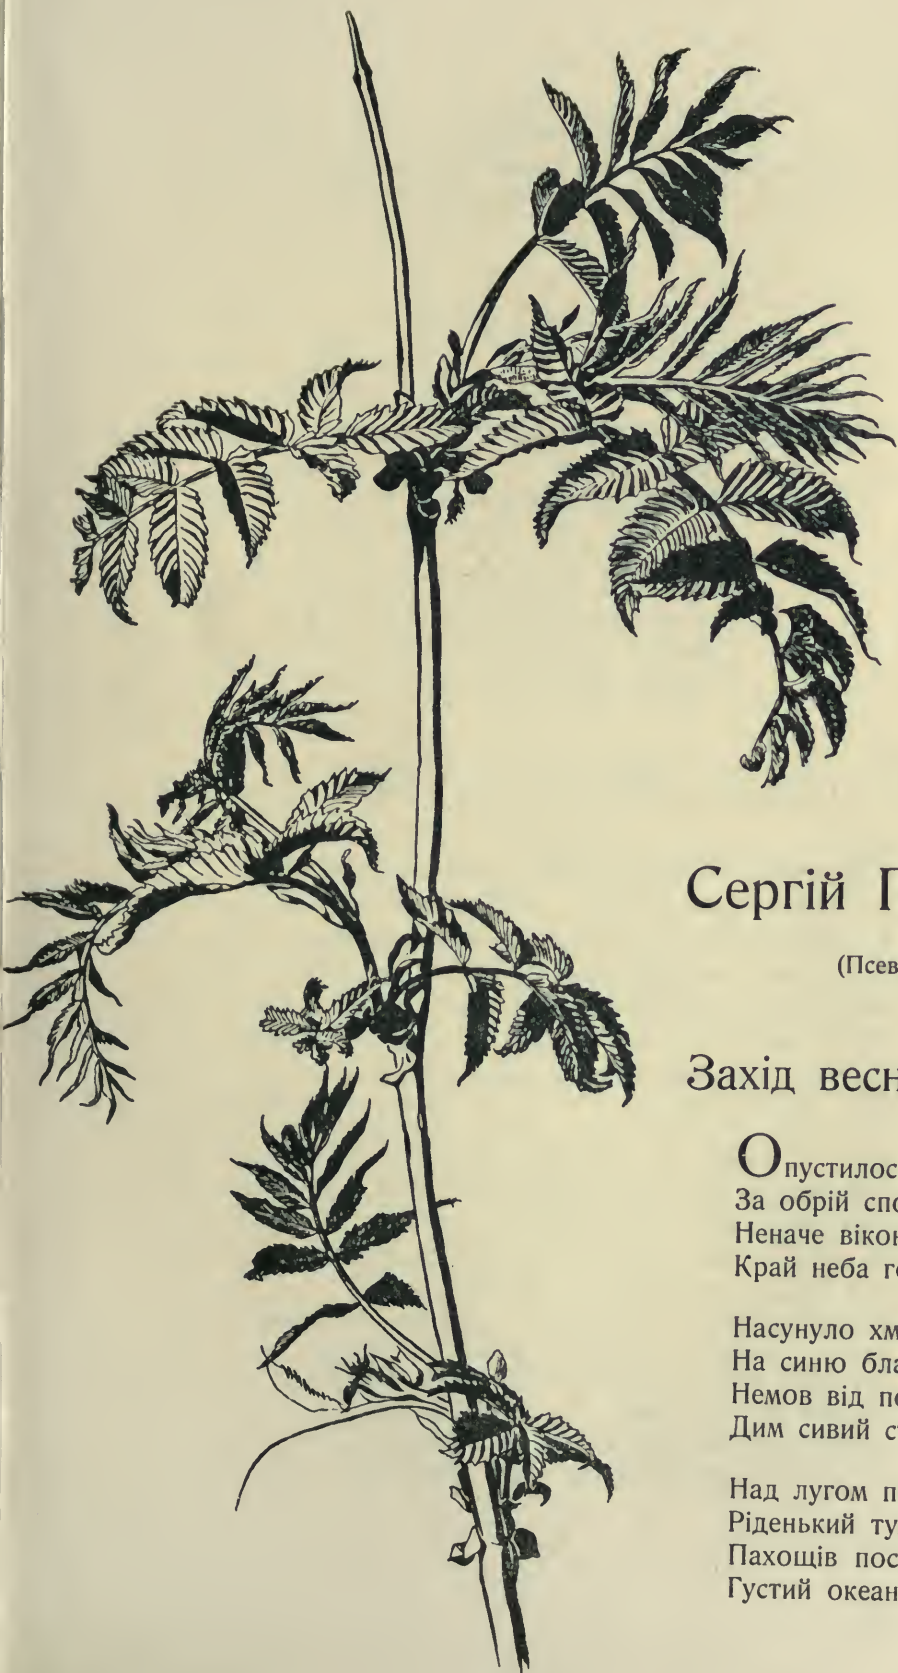 Сергій П
(Псев
Захід весн
Опустилос
За обрій спо
Неначе вікон
Край неба го
Насунуло хм
На синю бла
Немов від по
Дим сивий ст
Над лугом п
Ріденький ту
Пахощів пос
Густий океан